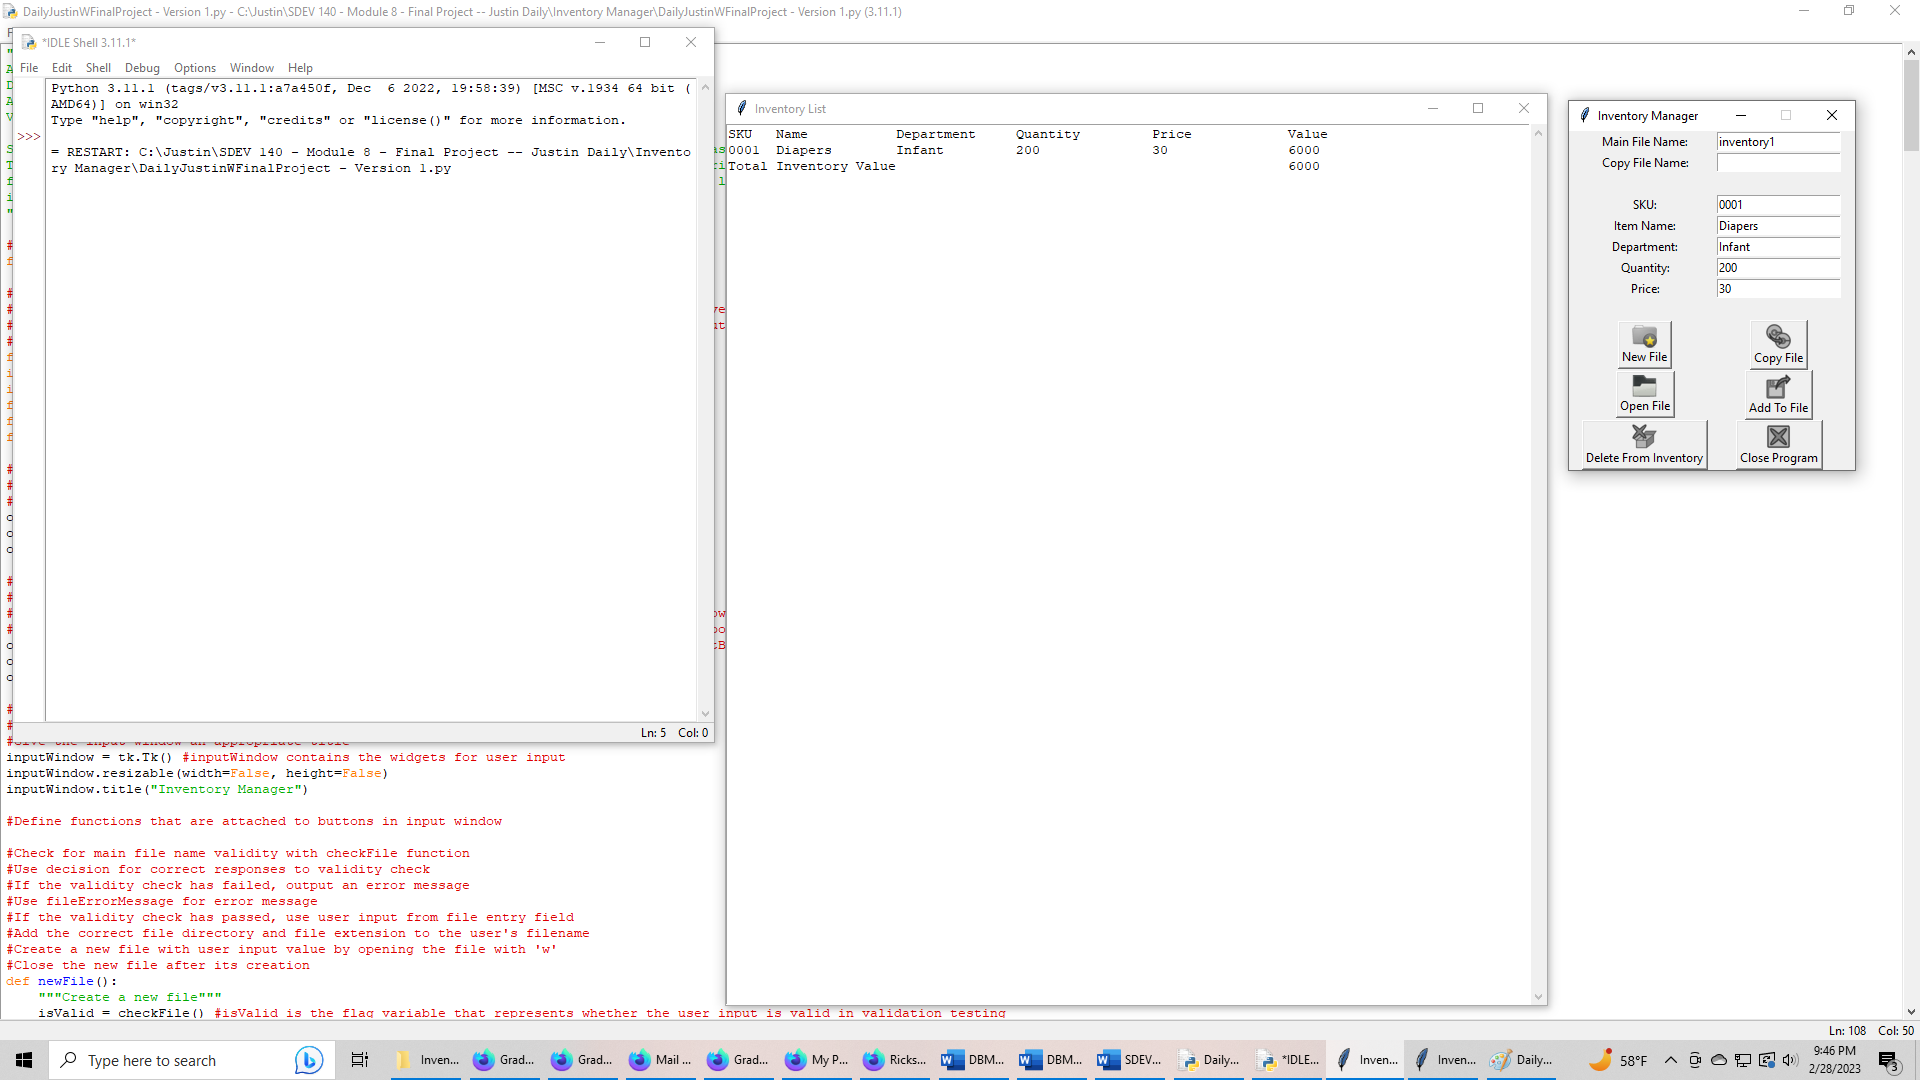 DailyJustinWFinalProject - Version 1.py - C:\Justin\SDEV 140 - Module 8 - Final Project -- Justin Daily\Inventory Manager\DailyJustinWFinalProject - Version 1.py (3.11.1)
*IDLE Shell 3.11.1*
File Edit Shell Debug Options Window Help
Python 3.11.1 (tags/v3.11.1:a7a450f, Dec  6 2022, 19:58:39) [MSC v.1934 64 bit (
AMD64)] on win32
Type "help", "copyright", "credits" or "license()" for more information.
>>>
= RESTART: C:\Justin\SDEV 140 - Module 8 - Final Project -- Justin Daily\Invento
ry Manager\DailyJustinWFinalProject - Version 1.py
Ln: 5 Col: 0
Inventory List
SKU Name Department Quantity Price Value
0001 Diapers Infant 200 30 6000
Total Inventory Value 6000
Inventory Manager
Main File Name: inventory1
Copy File Name:
SKU: 0001
Item Name: Diapers
Department: Infant
Quantity: 200
Price: 30
New File Copy File
Open File Add To File
Delete From Inventory Close Program
inputWindow = tk.Tk() #inputWindow contains the widgets for user input
inputWindow.resizable(width=False, height=False)
inputWindow.title("Inventory Manager")
#Define functions that are attached to buttons in input window
#Check for main file name validity with checkFile function
#Use decision for correct responses to validity check
#If the validity check has failed, output an error message
#Use fileErrorMessage for error message
#If the validity check has passed, use user input from file entry field
#Add the correct file directory and file extension to the user's filename
#Create a new file with user input value by opening the file with 'w'
#Close the new file after its creation
def newFile():
"""Create a new file"""
isValid = checkFile() #isValid is the flag variable that represents whether the user input is valid in validation testing
Ln: 108 Col: 50
Type here to search
Inven... Grad... Grad... Mail ... Grad... My P... Ricks... DBM... DBM... SDEV... Daily... *IDLE... Inven... Inven... Daily...
58°F
9:46 PM
2/28/2023
3